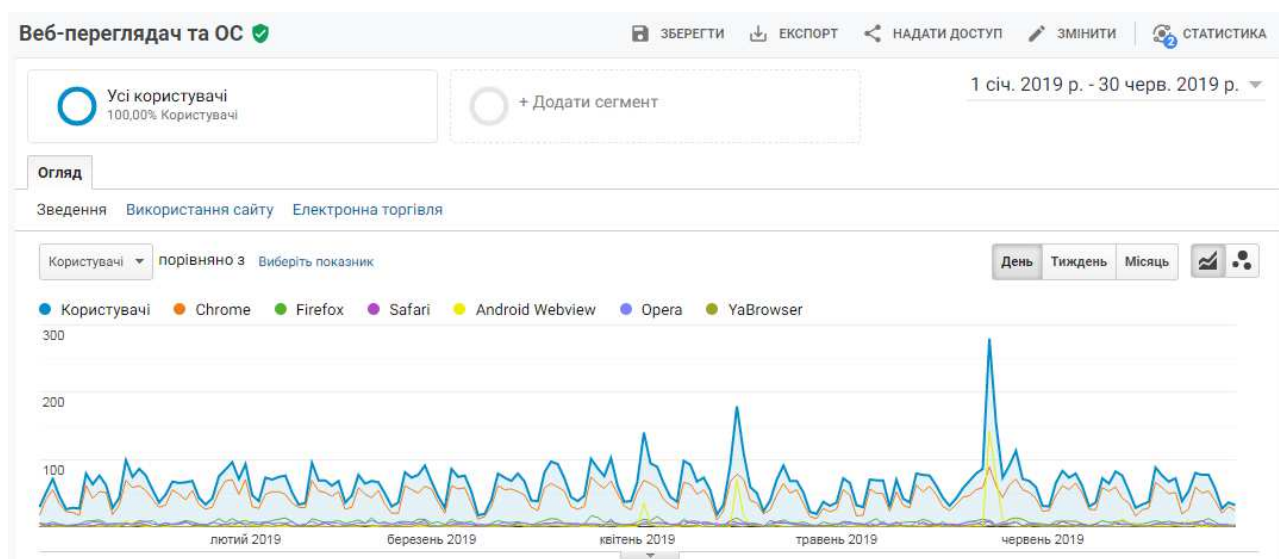 Веб-переглядач та ОС
ЗБЕРЕГТИ ЕКСПОРТ НАДАТИ ДОСТУП ЗМІНИТИ 2 СТАТИСТИКА
Усі користувачі
100,00% Користувачі
+ Додати сегмент
1 січ. 2019 р. - 30 черв. 2019 р.
Огляд
Зведення Використання сайту Електронна торгівля
Користувачі порівняно з Виберіть показник
День Тиждень Місяць
Користувачі Chrome Firefox Safari Android Webview Opera YaBrowser
300
200
100
лютий 2019 березень 2019 квітень 2019 травень 2019 червень 2019